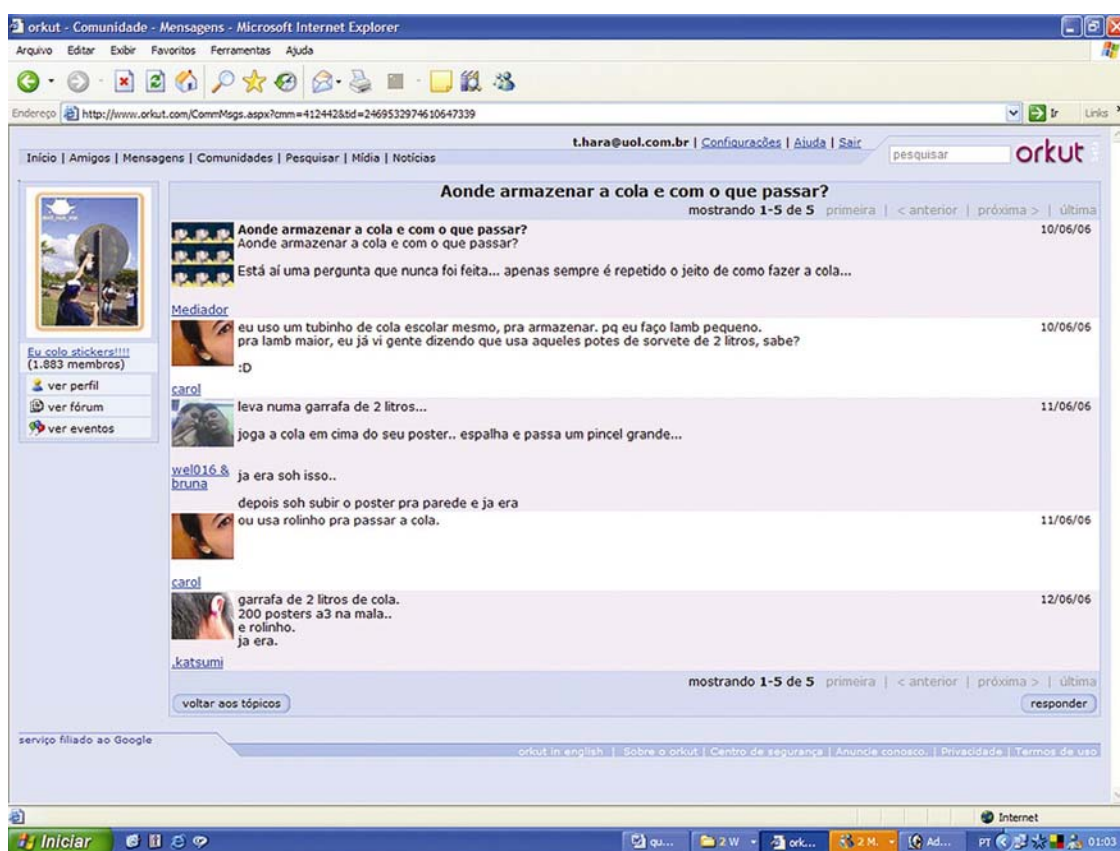 orkut - Comunidade - Mensagens - Microsoft Internet Explorer
Arquivo Editar Exibir Favoritos Ferramentas Ajuda
Endereço http://www.orkut.com/CommMsgs.aspx?cmm=412442&tid=2469532974610647339 Ir Links
t.hara@uol.com.br | Configurações | Ajuda | Sair
Início | Amigos | Mensagens | Comunidades | Pesquisar | Mídia | Notícias
pesquisar
orkut
Eu colo stickers!!!!
(1.883 membros)
ver perfil
ver fórum
ver eventos
Aonde armazenar a cola e com o que passar?
mostrando 1-5 de 5 primeira | < anterior | próxima > | última
Aonde armazenar a cola e com o que passar? 10/06/06
Aonde armazenar a cola e com o que passar?
Está aí uma pergunta que nunca foi feita... apenas sempre é repetido o jeito de como fazer a cola...
Mediador
eu uso um tubinho de cola escolar mesmo, pra armazenar. pq eu faço lamb pequeno. 10/06/06
pra lamb maior, eu já vi gente dizendo que usa aqueles potes de sorvete de 2 litros, sabe?
:D
carol
leva numa garrafa de 2 litros... 11/06/06
joga a cola em cima do seu poster.. espalha e passa um pincel grande...
wel016 &
bruna
ja era soh isso..
depois soh subir o poster pra parede e ja era
ou usa rolinho pra passar a cola. 11/06/06
carol
garrafa de 2 litros de cola. 12/06/06
200 posters a3 na mala..
e rolinho.
ja era.
.katsumi
mostrando 1-5 de 5 primeira | < anterior | próxima > | última
voltar aos tópicos responder
serviço filiado ao Google
orkut in english | Sobre o orkut | Centro de segurança | Anuncie conosco. | Privacidade | Termos de uso
Internet
Iniciar qu... 2 W ork... 2 M. Ad... PT 01:03